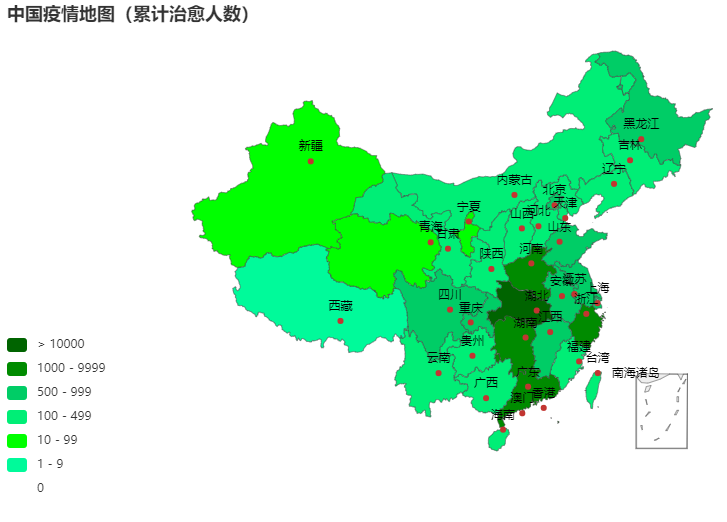 中国疫情地图（累计治愈人数）
黑龙江
新疆
吉林
辽宁
内蒙古
北京
天津
宁夏
山西
河北
青海
甘肃
山东
陕西
河南
四川
安徽
江苏
上海
西藏
重庆
湖北
浙江
湖南
江西
贵州
福建
云南
台湾
广西
广东
南海诸岛
澳门
香港
海南
> 10000
1000 - 9999
500 - 999
100 - 499
10 - 99
1 - 9
0